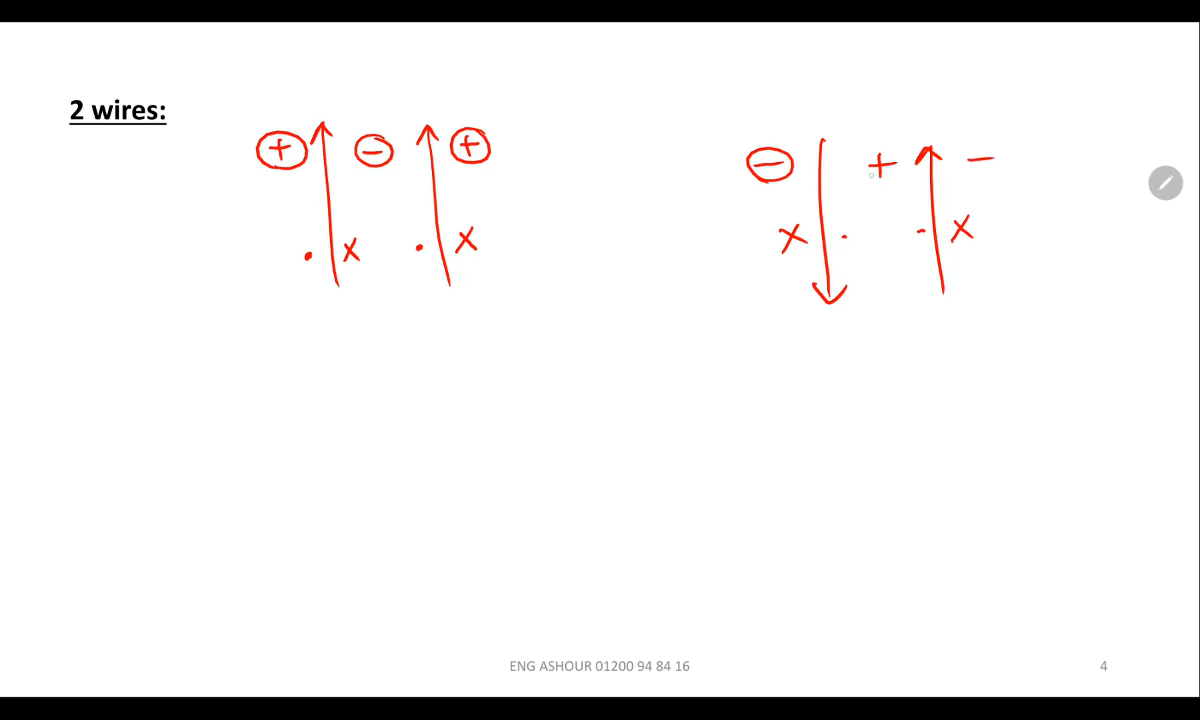 2 wires:
+ - +
. x . x
- + -
x . . x
ENG ASHOUR 01200 94 84 16
4